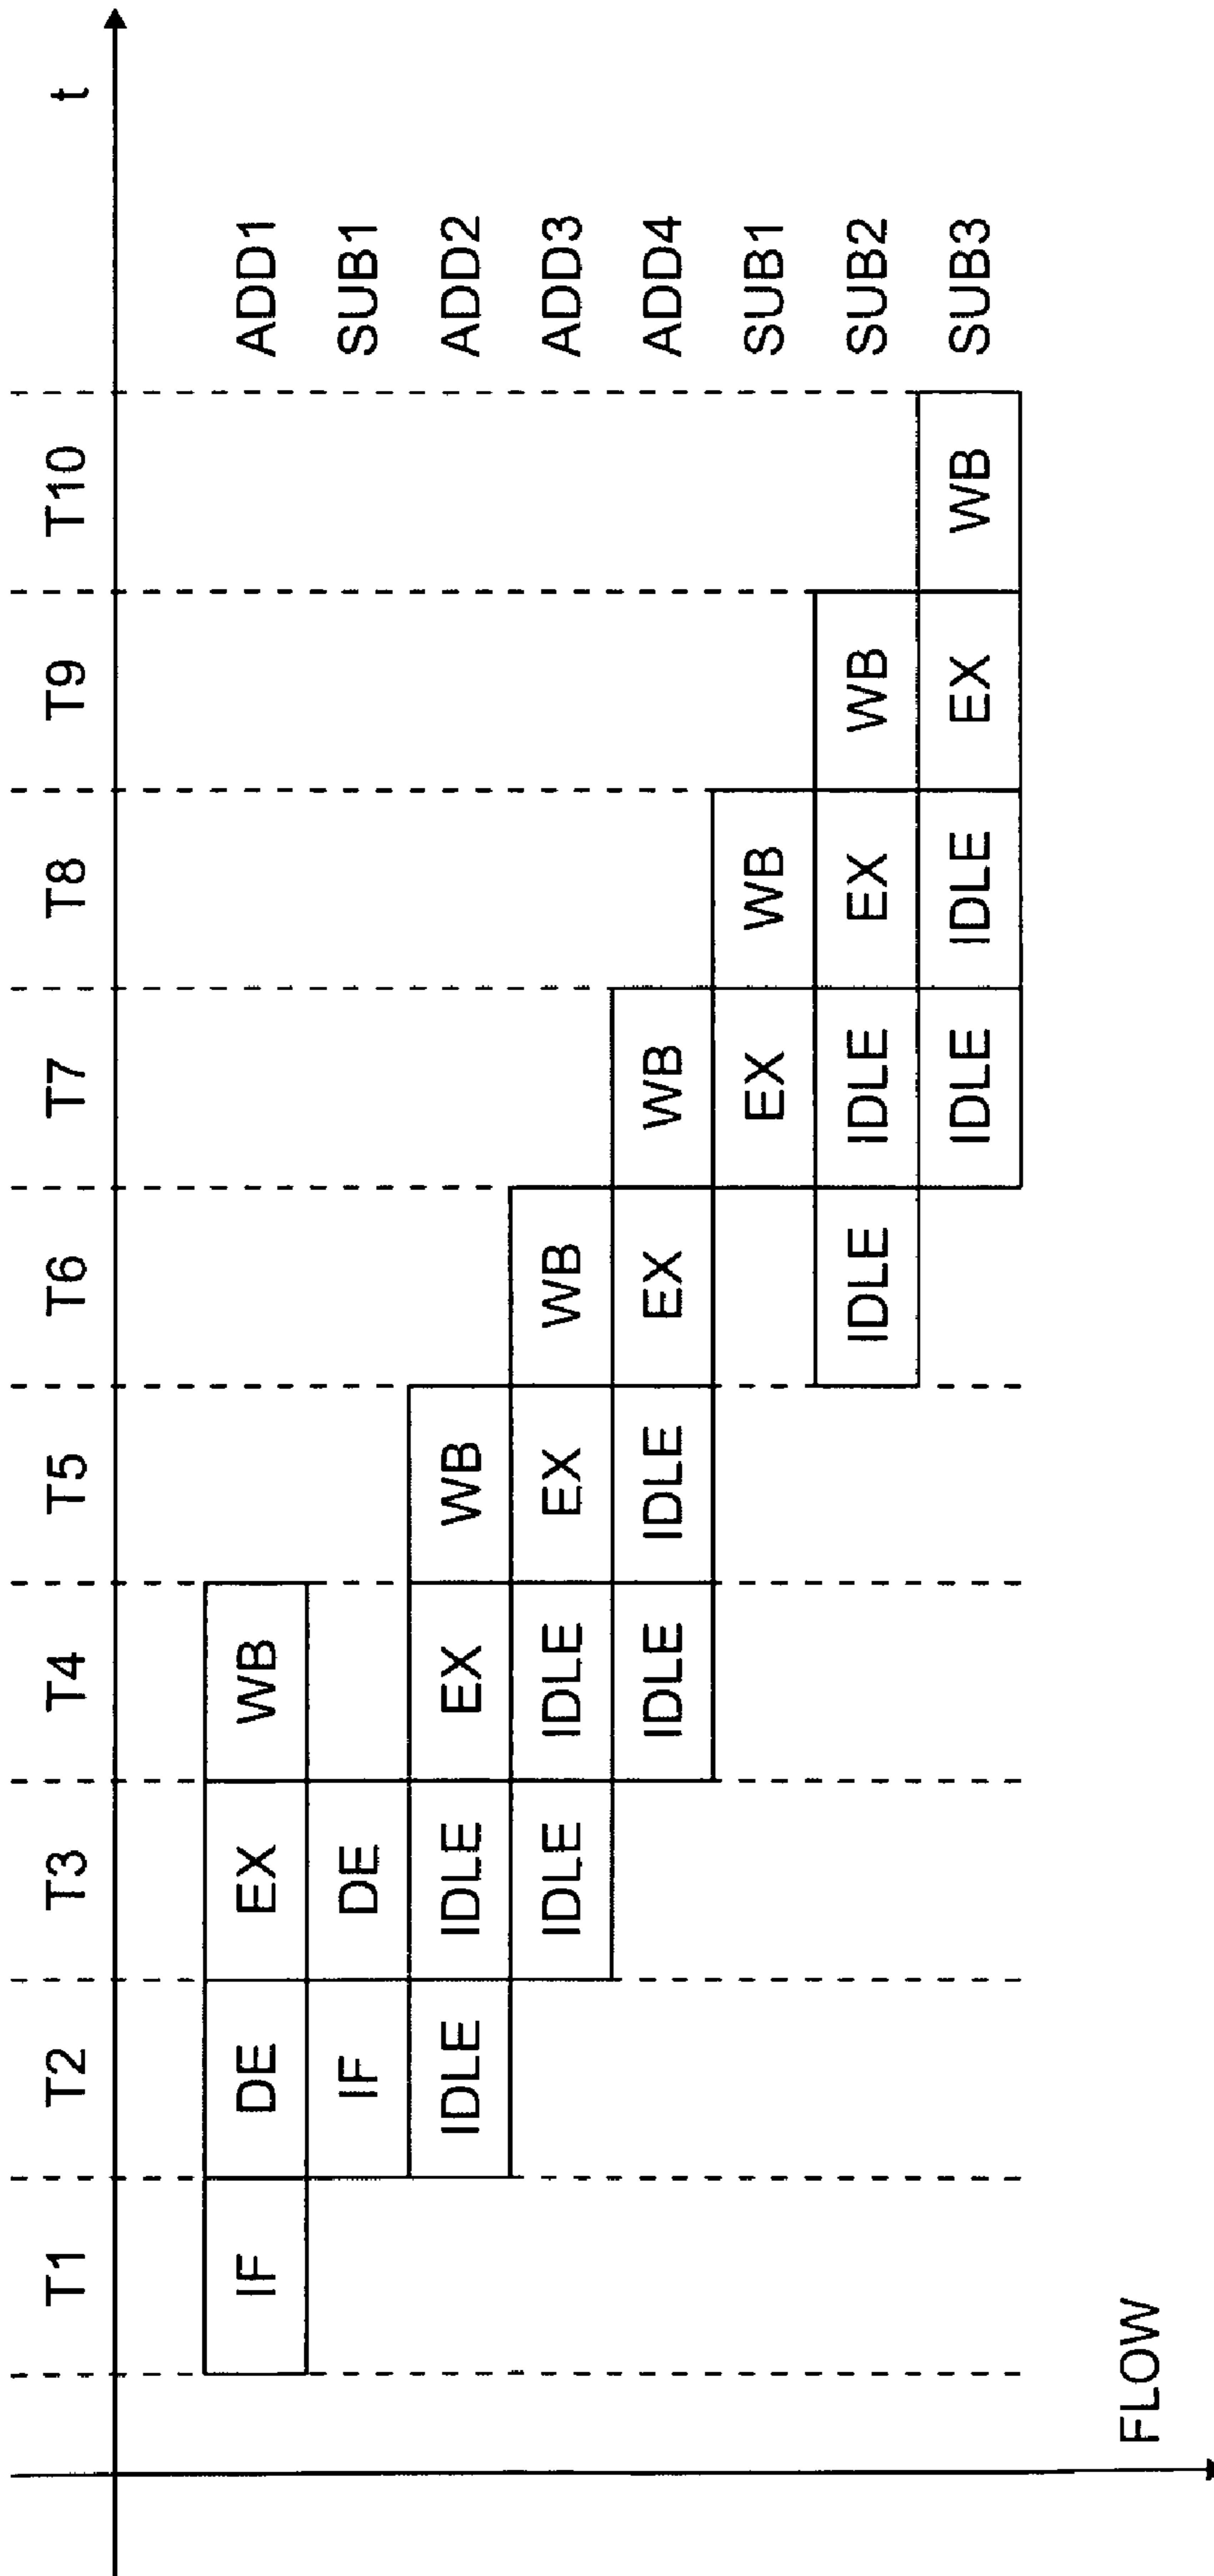 T1 T2 T3 T4 T5 T6 T7 T8 T9 T10 t
IF DE EX WB ADD1
IF DE SUB1
IDLE IDLE EX WB ADD2
IDLE IDLE EX WB ADD3
IDLE IDLE EX WB ADD4
EX WB SUB1
IDLE IDLE EX WB SUB2
IDLE IDLE EX WB SUB3
FLOW